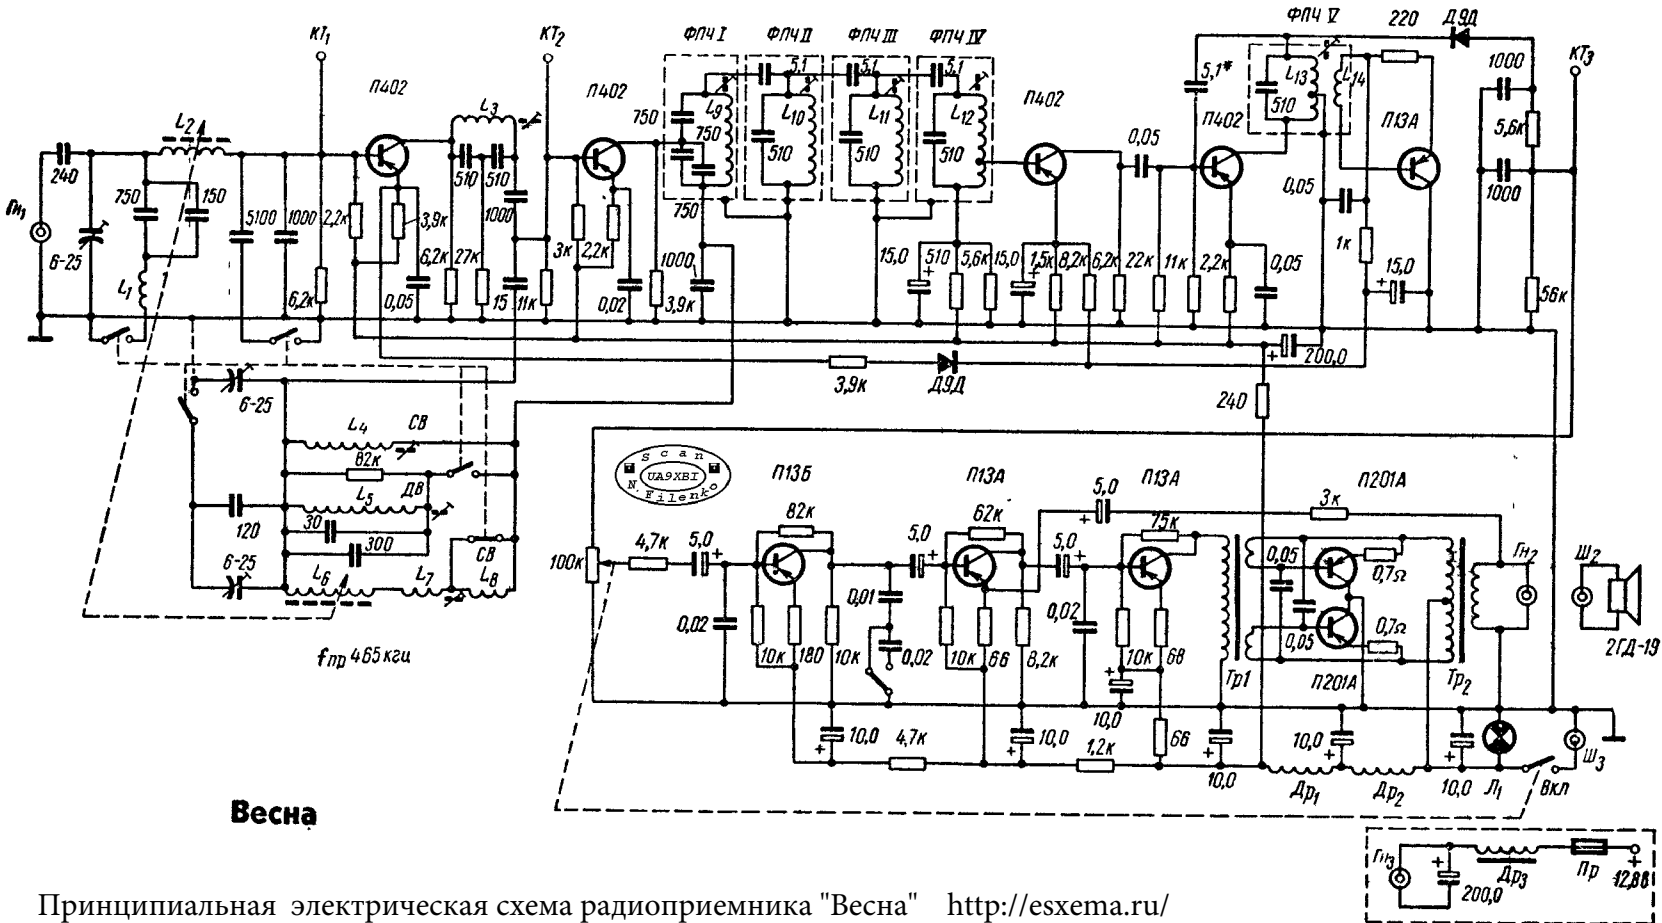 ФПЧ I ФПЧ II ФПЧ III ФПЧ IV ФПЧ V 220 Д9Д
КТ1 КТ2 5,1 5,1 5,1 5,1* КТ3
П402 L3 П402 L9 L10 L11 L12 П402 П402 L13 L14 П13А 1000
L2 750 750 510 510 510 0,05 510 5,6к
240 510 510 1000
750 150 750 0,05
Гн1 5100 1000 2,2к 3,9к 1000 3к 2,2к 1к
6-25 6,2к 27к 1000 15,0 510 5,6к 15,0 1,5к 8,2к 6,2к 22к 11к 2,2к 0,05 15,0
L1 6,2к 0,05 15 11к 0,02 3,9к 56к
3,9к Д9Д 200,0
6-25 240
L4 СВ
82к
L5 ДВ
120 30
300
6-25 СВ
L6 L7 L8
fпр 465 кгц
Scan
UA9XBI
N. Filenko
П13Б П13А 5,0 П13А П201А 3к
82к 62к 75к
100к 4,7к 5,0 5,0 5,0 0,05 0,7Ω Гн2 Ш2
0,02 0,01 0,02 0,05 0,7Ω
10к 180 10к 0,02 10к 66 8,2к 10к 68 Тр1 П201А Тр2 2ГД-19
10,0 4,7к 10,0 1,2к 10,0 66 10,0 10,0 10,0 Л1 Вкл Ш3
Др1 Др2
Весна
Гн3 200,0 Др3 Пр + 12,8в
Принципиальная электрическая схема радиоприемника "Весна" http://esxema.ru/